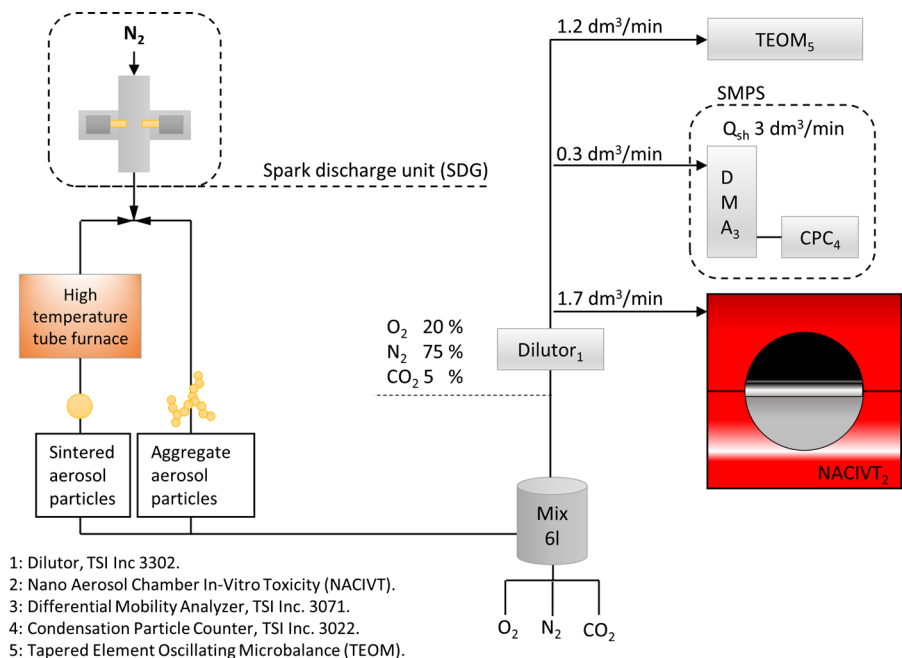 N₂
Spark discharge unit (SDG)
High
temperature
tube furnace
Sintered
aerosol
particles
Aggregate
aerosol
particles
O₂ 20 %
N₂ 75 %
CO₂ 5 %
Mix
6l
O₂ N₂ CO₂
Dilutor₁
1.2 dm³/min
TEOM₅
SMPS
Qₛₕ 3 dm³/min
0.3 dm³/min
D
M
A₃
CPC₄
1.7 dm³/min
NACIVT₂
1: Dilutor, TSI Inc 3302.
2: Nano Aerosol Chamber In-Vitro Toxicity (NACIVT).
3: Differential Mobility Analyzer, TSI Inc. 3071.
4: Condensation Particle Counter, TSI Inc. 3022.
5: Tapered Element Oscillating Microbalance (TEOM).